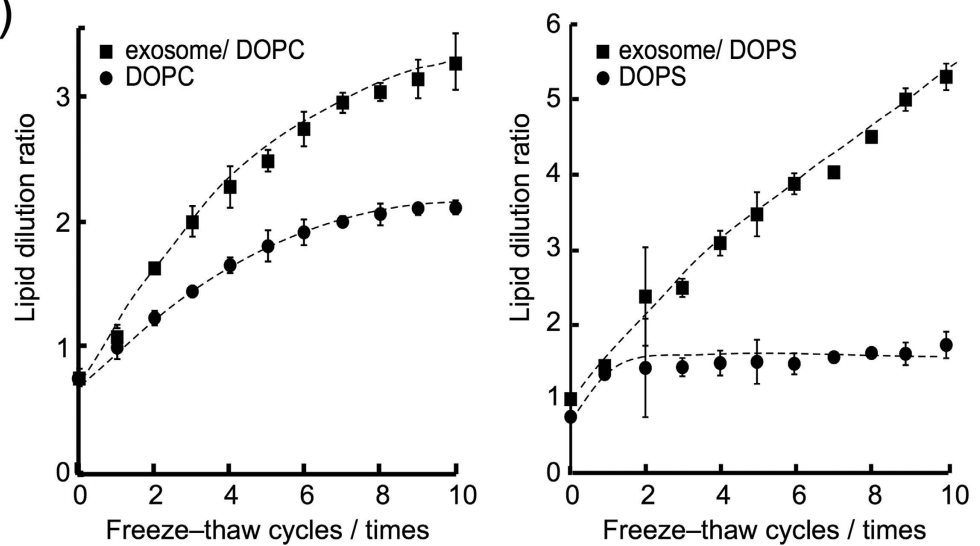 )
exosome/ DOPC
DOPC
Lipid dilution ratio
3
2
1
0
0 2 4 6 8 10
Freeze–thaw cycles / times
exosome/ DOPS
DOPS
Lipid dilution ratio
6
5
4
3
2
1
0
0 2 4 6 8 10
Freeze–thaw cycles / times